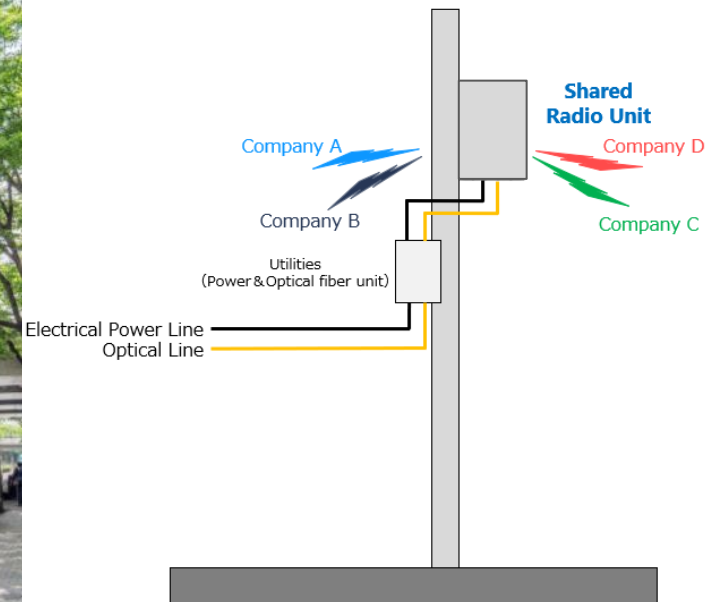 Shared
Radio Unit
Company A
Company D
Company B
Company C
Utilities
(Power&Optical fiber unit)
Electrical Power Line
Optical Line